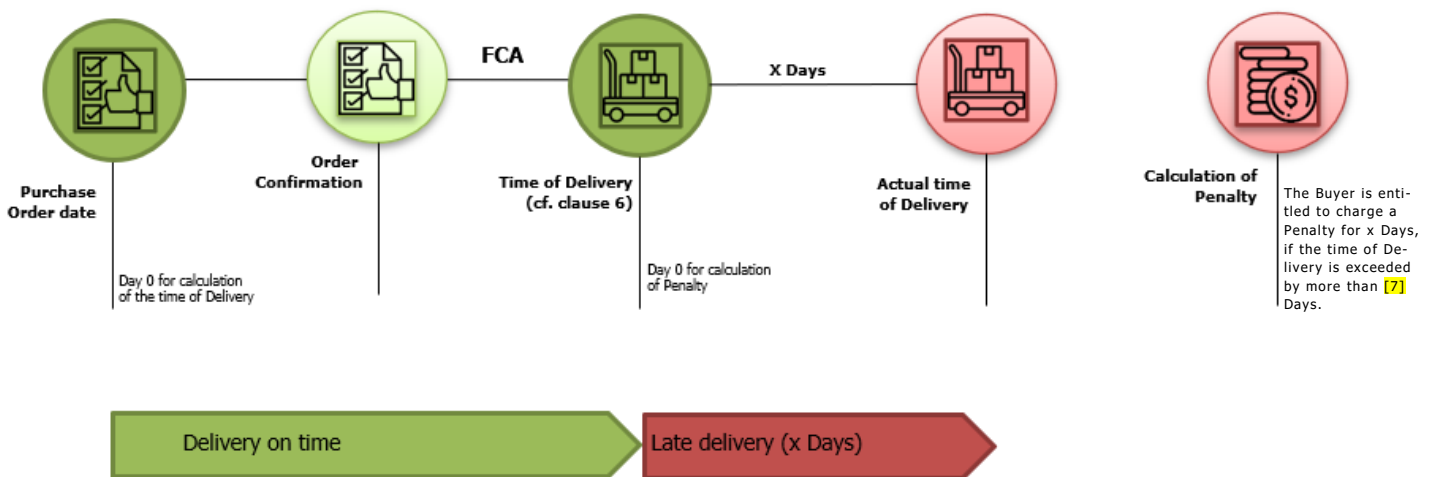 FCA
X Days
Purchase
Order date
Day 0 for calculation
of the time of Delivery
Order
Confirmation
Time of Delivery
(cf. clause 6)
Day 0 for calculation
of Penalty
Actual time
of Delivery
$
Calculation of
Penalty
The Buyer is enti-
tled to charge a
Penalty for x Days,
if the time of De-
livery is exceeded
by more than [7]
Days.
Delivery on time
Late delivery (x Days)